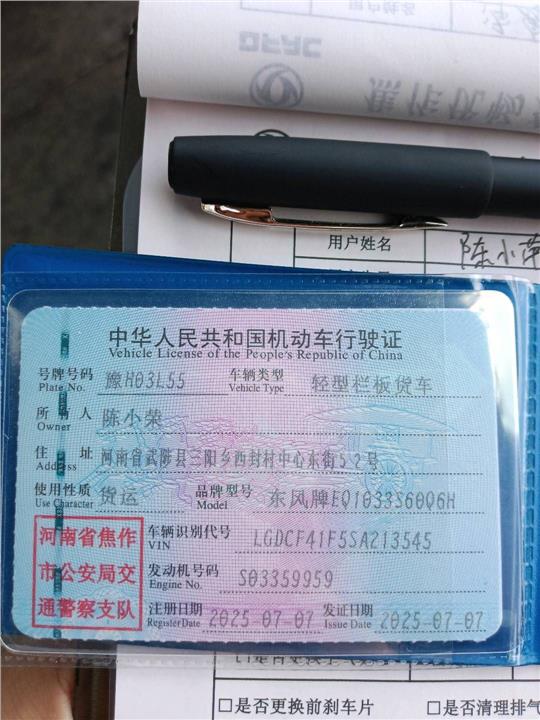 用户姓名
DFAC
焦作优
用户姓名 陈小荣
中华人民共和国机动车行驶证
Vehicle License of the People's Republic of China
号牌号码 豫H03L55 车辆类型 轻型栏板货车
Plate No. Vehicle Type
所有人 陈小荣
Owner
住址 河南省武陟县三阳乡西封村中心东街52号
Address
使用性质 货运 品牌型号 东风牌EQ1033S60Q6H
Use Character Model
河南省焦作
市公安局交
通警察支队
车辆识别代号 LGDCF41F5SA213545
VIN
发动机号码 S03359959
Engine No.
注册日期 2025-07-07 发证日期 2025-07-07
Register Date Issue Date
□是否更换前刹车片 □是否清理排气